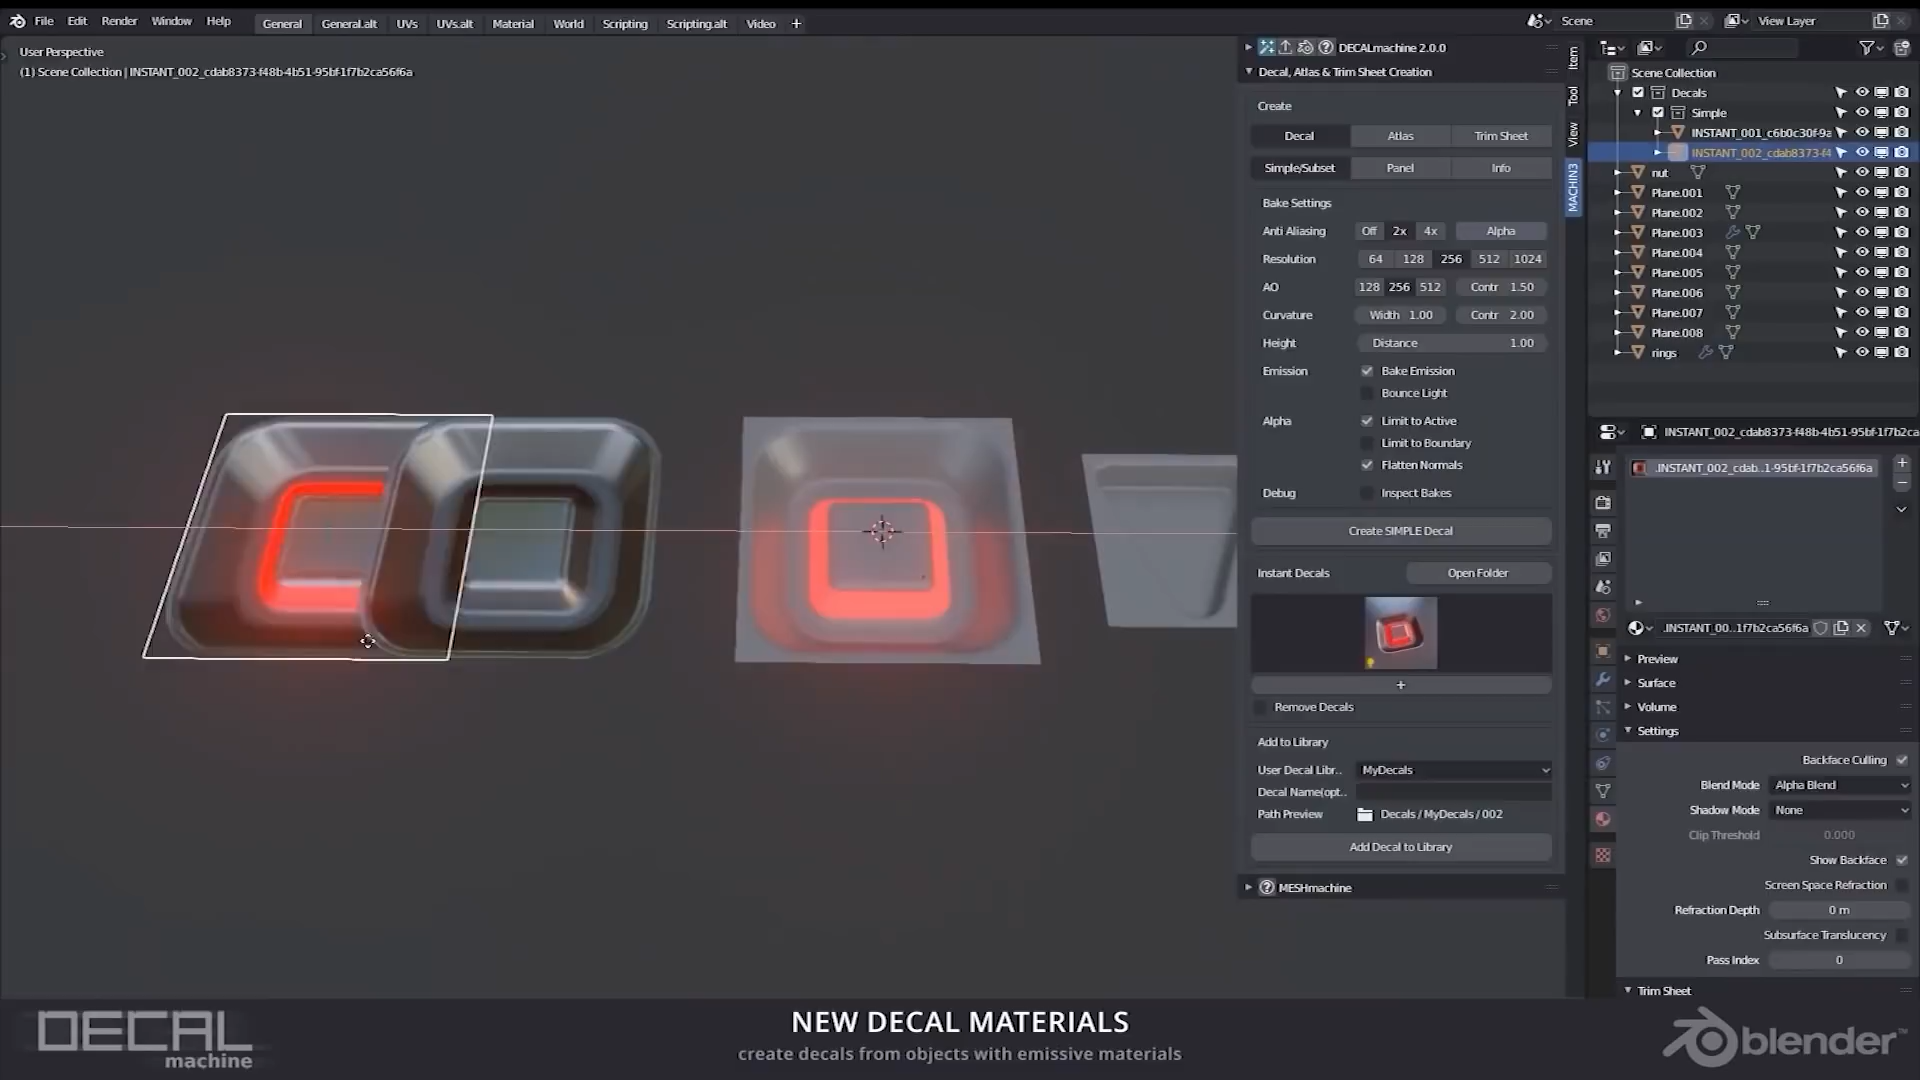 File Edit Render Window Help General General.alt UVs UVs.alt Material World Scripting Scripting.alt Video + Scene View Layer
User Perspective
(1) Scene Collection | INSTANT_002_cdab8373-f48b-4b51-95bf-1f7b2ca56f6a
DECALmachine 2.0.0
Decal, Atlas & Trim Sheet Creation
Create
Decal Atlas Trim Sheet
Simple/Subset Panel Info
Bake Settings
Anti Aliasing Off 2x 4x Alpha
Resolution 64 128 256 512 1024
AO 128 256 512 Contr 1.50
Curvature Width 1.00 Contr 2.00
Height Distance 1.00
Emission Bake Emission
Bounce Light
Alpha Limit to Active
Limit to Boundary
Flatten Normals
Debug Inspect Bakes
Create SIMPLE Decal
Instant Decals Open Folder
+
Remove Decals
Add to Library
User Decal Libr.. MyDecals
Decal Name(opt..
Path Preview Decals / MyDecals / 002
Add Decal to Library
MESHmachine
Item
Tool
View
MACHIN3
Scene Collection
Decals
Simple
INSTANT_001_c6b0c30f-9a
INSTANT_002_cdab8373-f4
nut
Plane.001
Plane.002
Plane.003
Plane.004
Plane.005
Plane.006
Plane.007
Plane.008
rings
INSTANT_002_cdab8373-f48b-4b51-95bf-1f7b2ca
.INSTANT_002_cdab..1-95bf-1f7b2ca56f6a
.INSTANT_00..1f7b2ca56f6a
Preview
Surface
Volume
Settings
Backface Culling
Blend Mode Alpha Blend
Shadow Mode None
Clip Threshold 0.000
Show Backface
Screen Space Refraction
Refraction Depth 0 m
Subsurface Translucency
Pass Index 0
Trim Sheet
DECAL
machine
NEW DECAL MATERIALS
create decals from objects with emissive materials
blender™